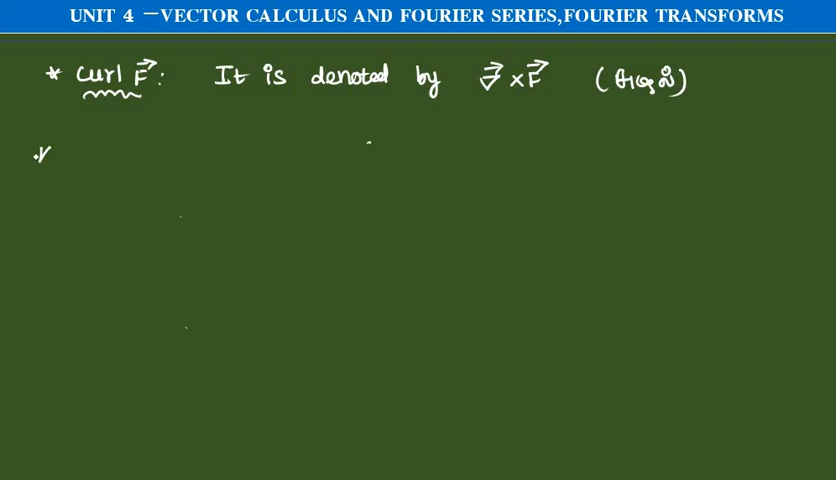 UNIT 4 — VECTOR CALCULUS AND FOURIER SERIES,FOURIER TRANSFORMS
* Curl F⃗ : It is denoted by ∇⃗ × F⃗